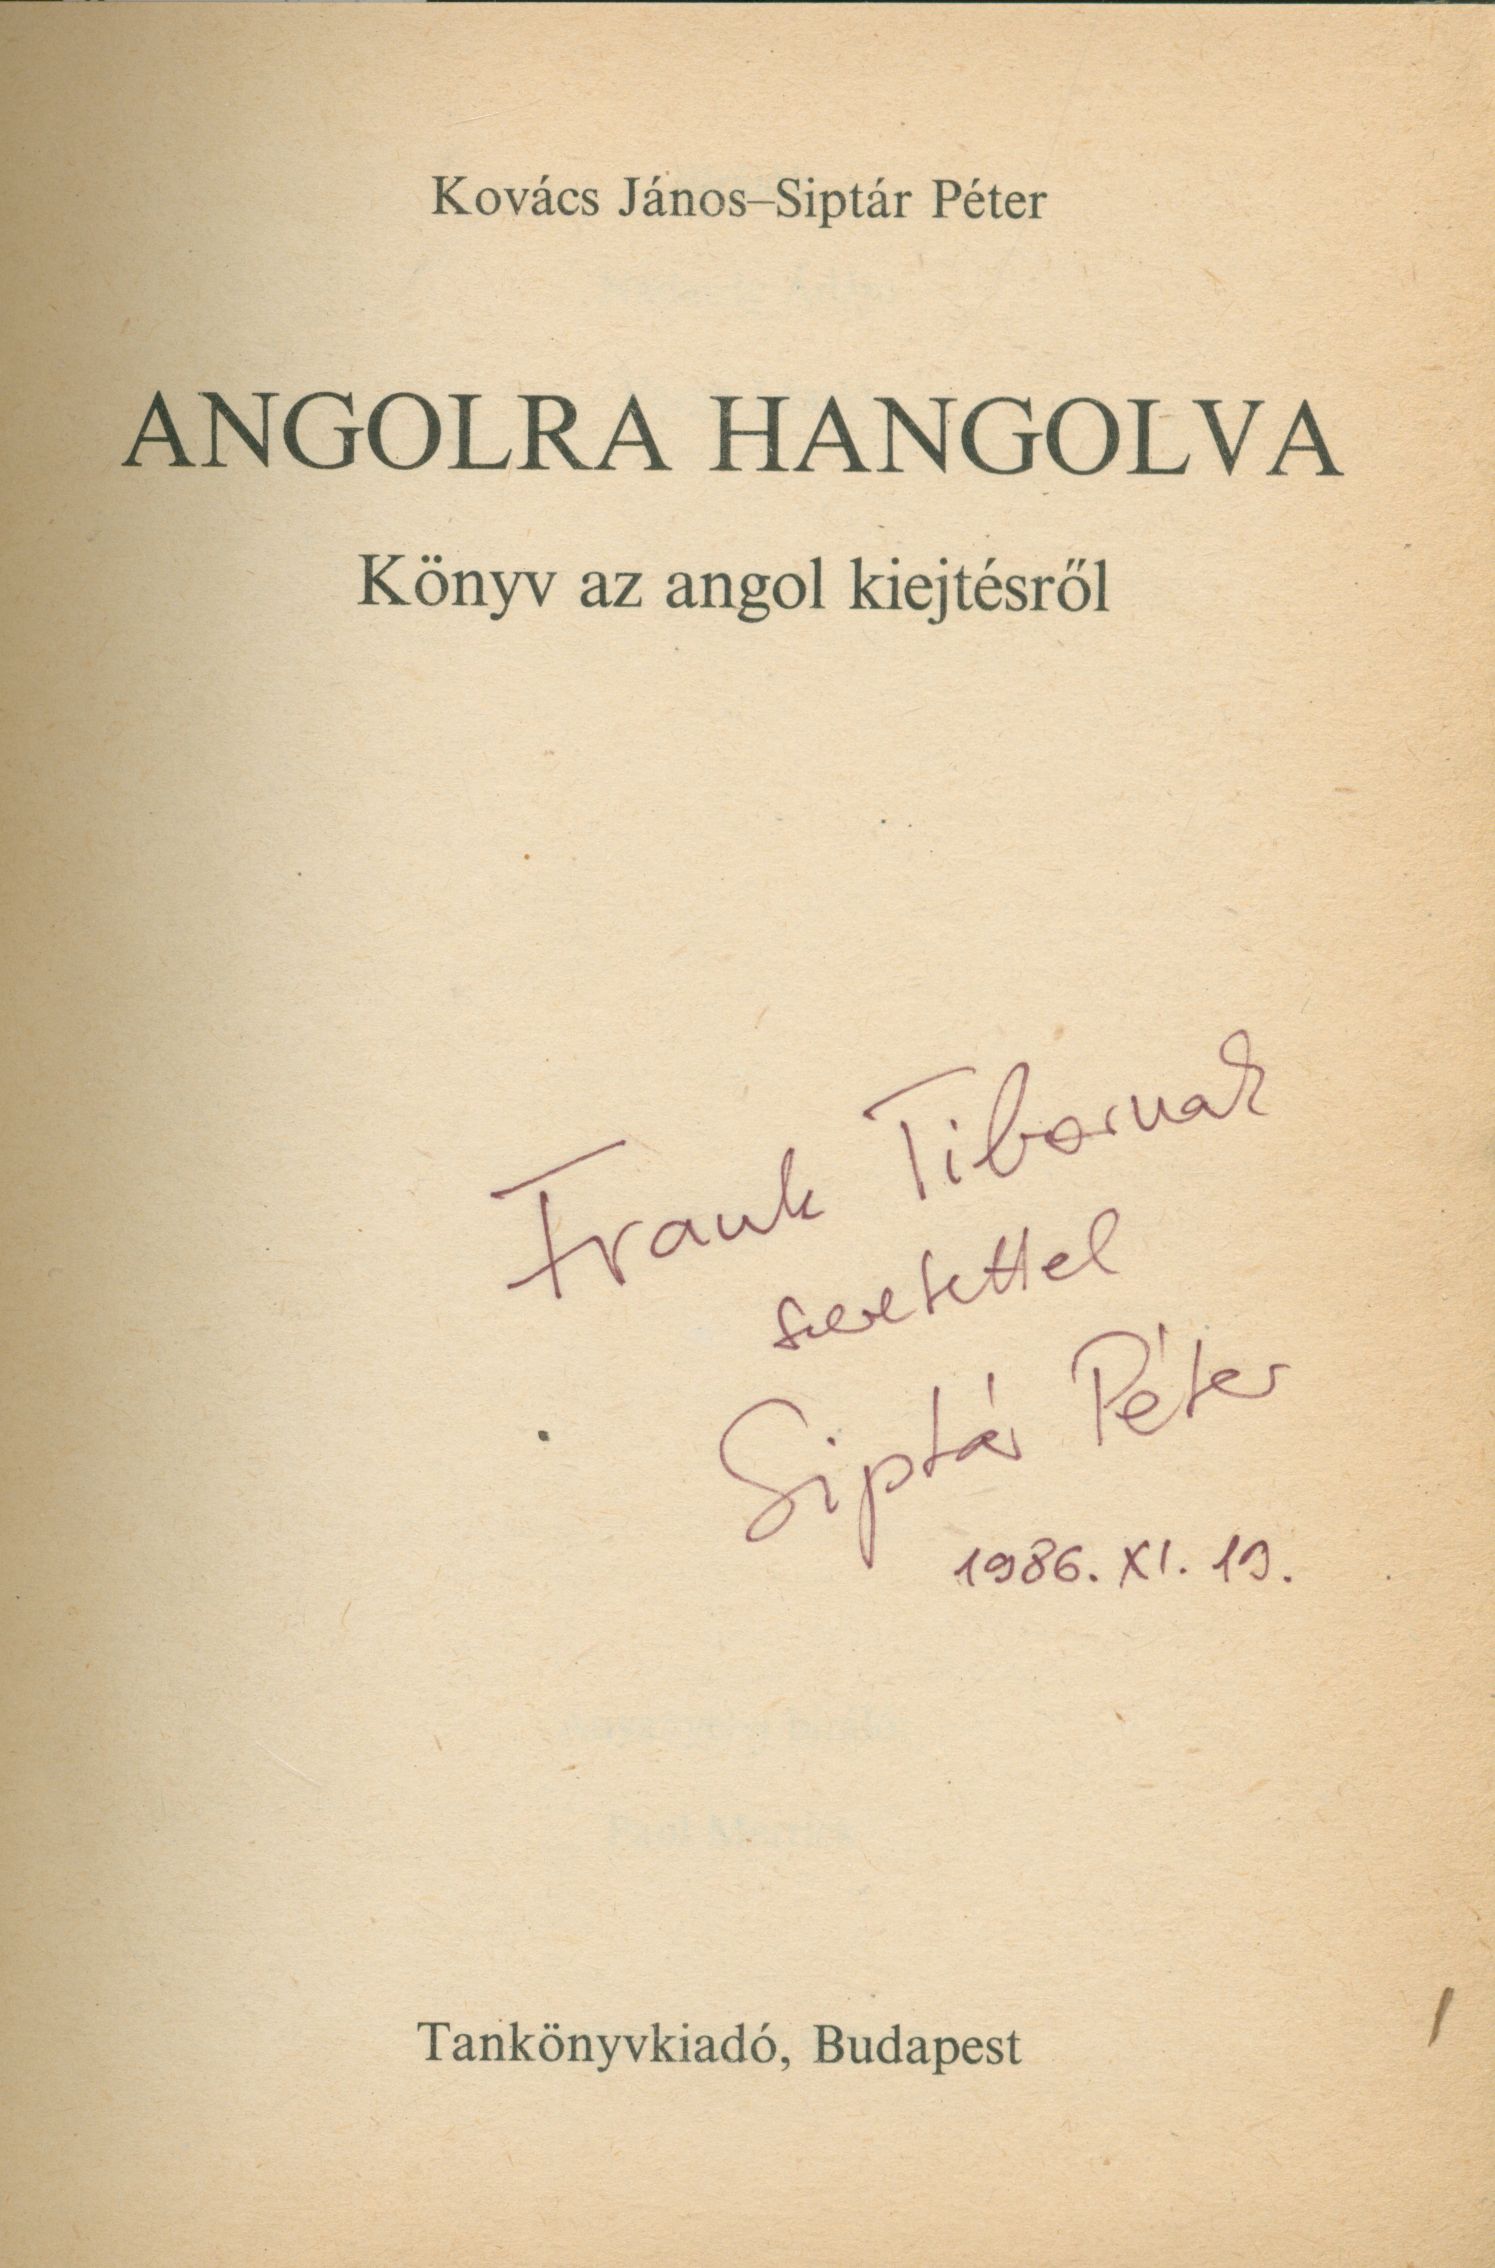 Kovács János–Siptár Péter
ANGOLRA HANGOLVA
Könyv az angol kiejtésről
Frank Tibornak
szeretettel
Siptár Péter
1986. XI. 19.
Tankönyvkiadó, Budapest